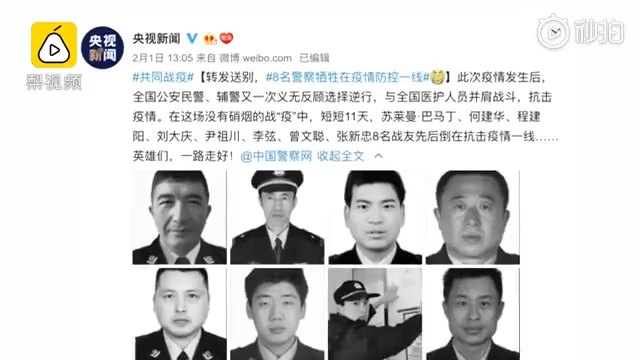 央视新闻
2月1日 13:05 来自 微博 weibo.com 已编辑
#共同战疫#【转发送别，#8名警察牺牲在疫情防控一线#】此次疫情发生后，
全国公安民警、辅警又一次义无反顾选择逆行，与全国医护人员并肩战斗，抗击
疫情。在这场没有硝烟的战“疫”中，短短11天，苏莱曼·巴马丁、何建华、程建
阳、刘大庆、尹祖川、李弦、曾文聪、张新忠8名战友先后倒在抗击疫情一线……
英雄们，一路走好！@中国警察网 收起全文
央视
新闻
梨视频
秒拍